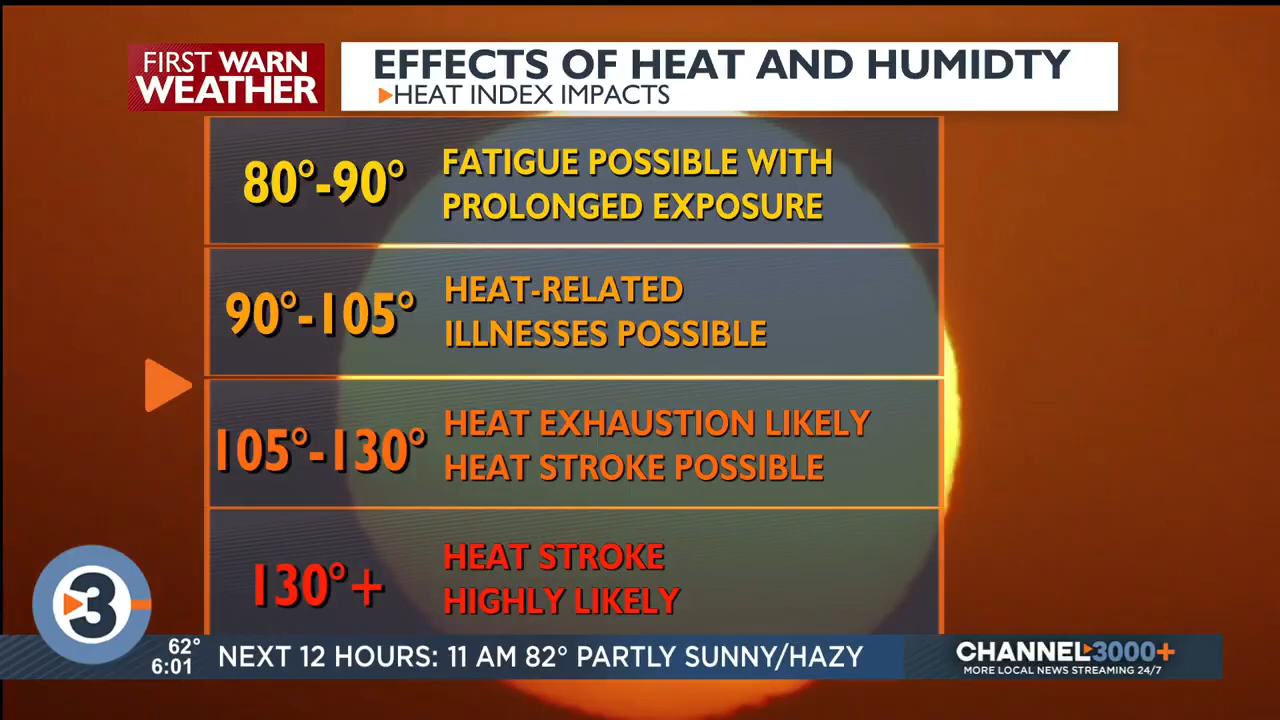 FIRST WARN
WEATHER
EFFECTS OF HEAT AND HUMIDTY
HEAT INDEX IMPACTS
80°-90°
FATIGUE POSSIBLE WITH
PROLONGED EXPOSURE
90°-105°
HEAT-RELATED
ILLNESSES POSSIBLE
105°-130°
HEAT EXHAUSTION LIKELY
HEAT STROKE POSSIBLE
130°+
HEAT STROKE
HIGHLY LIKELY
3
62°
6:01
NEXT 12 HOURS: 11 AM 82° PARTLY SUNNY/HAZY
CHANNEL3000+
MORE LOCAL NEWS STREAMING 24/7